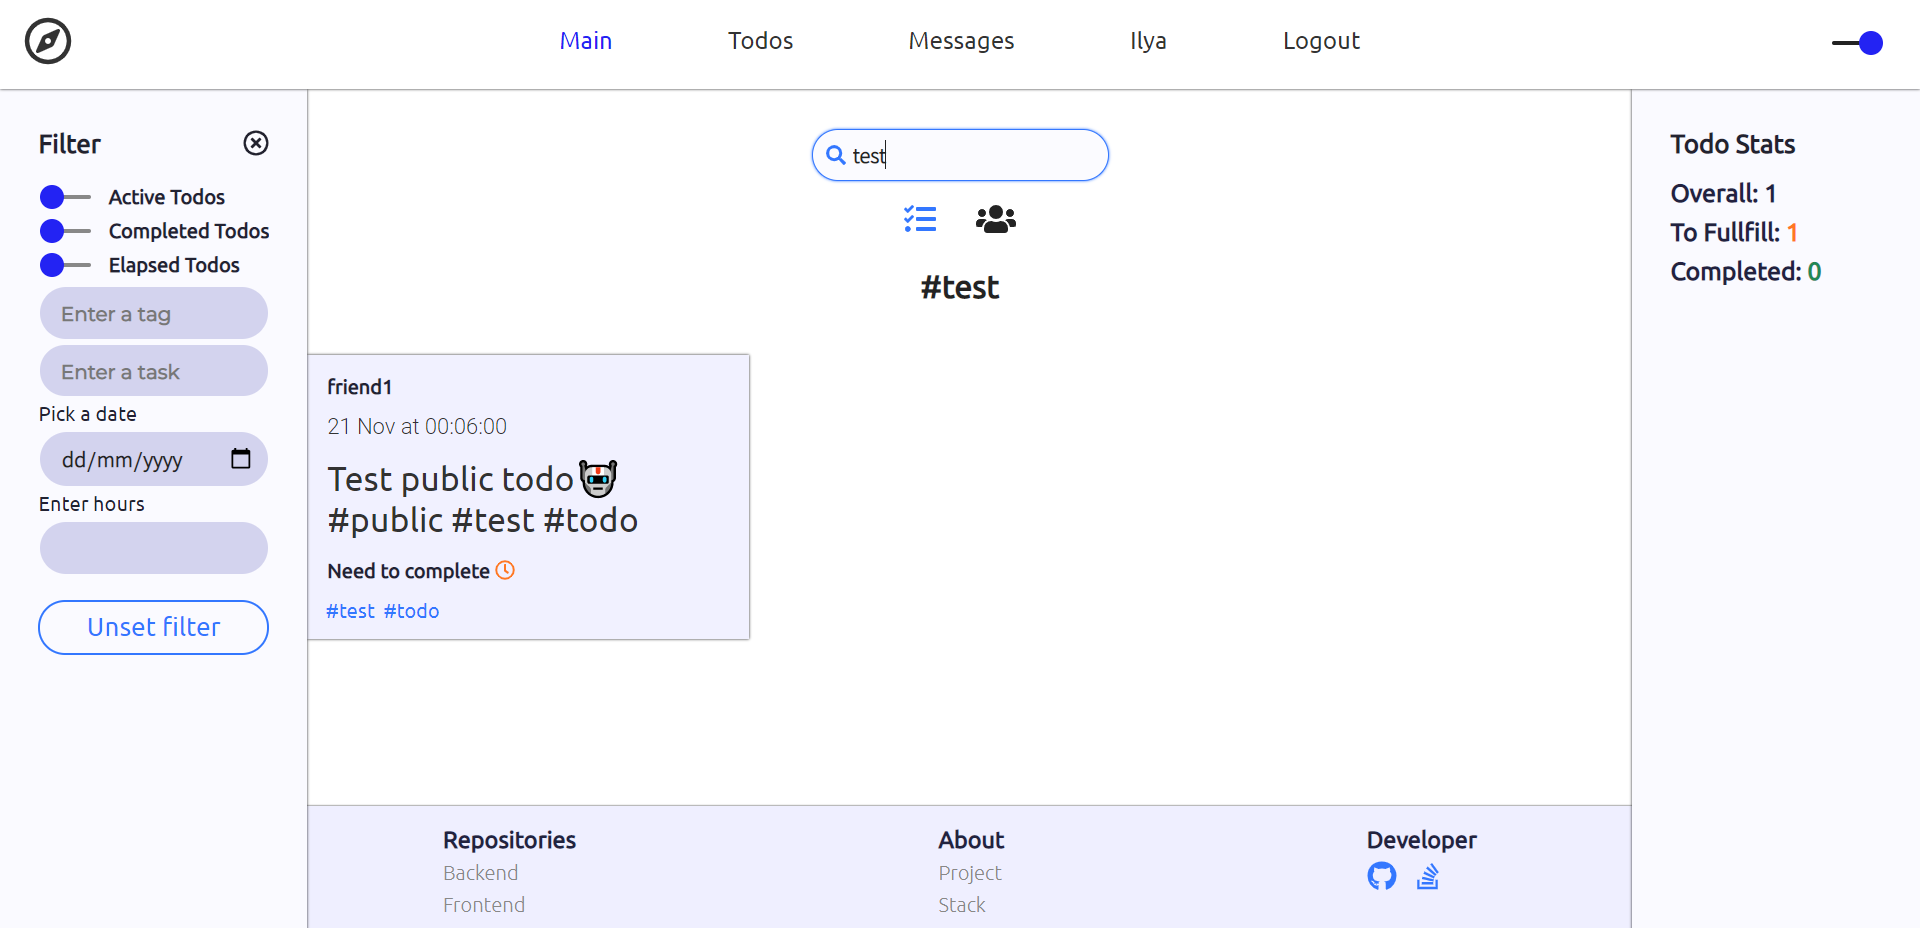 Main Todos Messages Ilya Logout
Filter
Active Todos
Completed Todos
Elapsed Todos
Enter a tag
Enter a task
Pick a date
dd/mm/yyyy
Enter hours
Unset filter
test
#test
friend1
21 Nov at 00:06:00
Test public todo
#public #test #todo
Need to complete
#test #todo
Todo Stats
Overall: 1
To Fullfill: 1
Completed: 0
Repositories
Backend
Frontend
About
Project
Stack
Developer